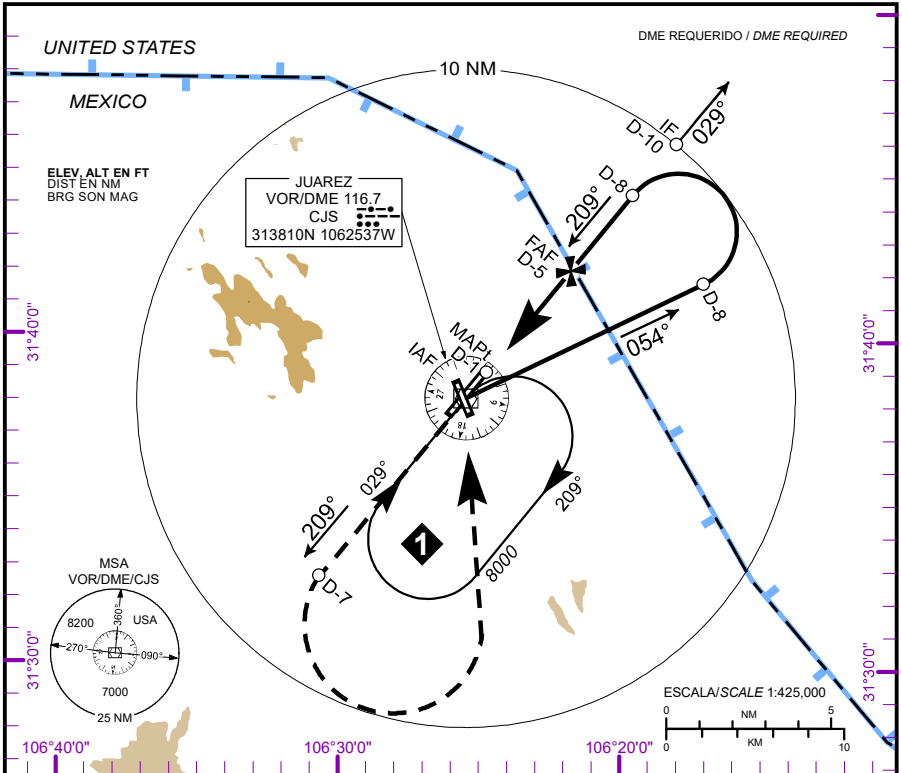 UNITED STATES
MEXICO
DME REQUERIDO / DME REQUIRED
10 NM
ELEV, ALT EN FT
DIST EN NM
BRG SON MAG
JUAREZ
VOR/DME 116.7
CJS
313810N 1062537W
IF
D-10
029°
D-8
209°
FAF
D-5
D-8
054°
MAPt
D-1
IAF
27
9
18
31°40'0"
31°40'0"
029°
209°
209°
1
8000
D-7
MSA
VOR/DME/CJS
8200
360°
USA
270°
090°
7000
25 NM
31°30'0"
31°30'0"
ESCALA/SCALE 1:425,000
0
NM
5
0
KM
10
106°40'0"
106°30'0"
106°20'0"